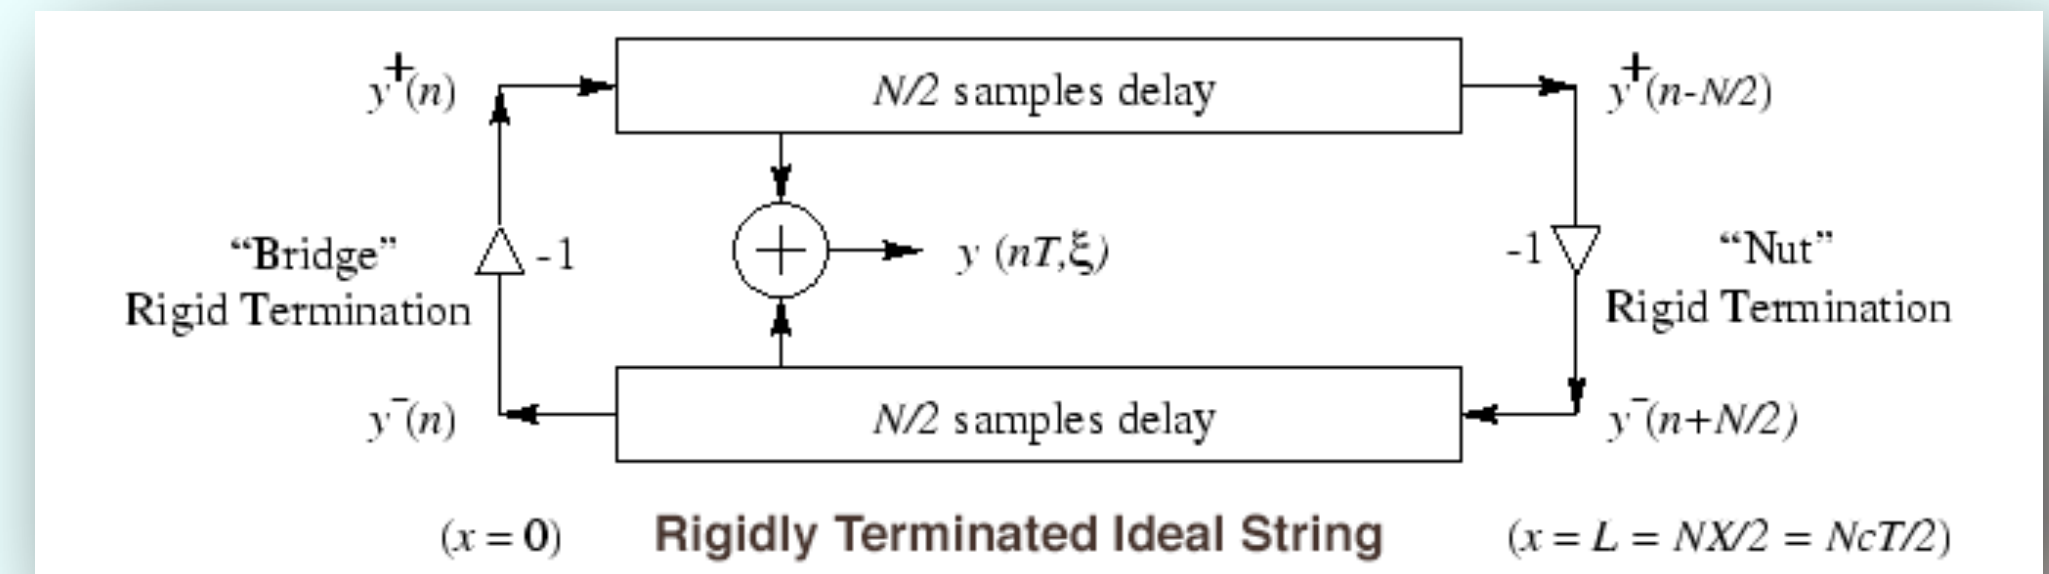 y⁺(n)
N/2 samples delay
y⁺(n-N/2)
“Bridge”
Rigid Termination
-1
+
y (nT,ξ)
-1
“Nut”
Rigid Termination
y⁻(n)
N/2 samples delay
y⁻(n+N/2)
(x = 0)
Rigidly Terminated Ideal String
(x = L = NX/2 = NcT/2)